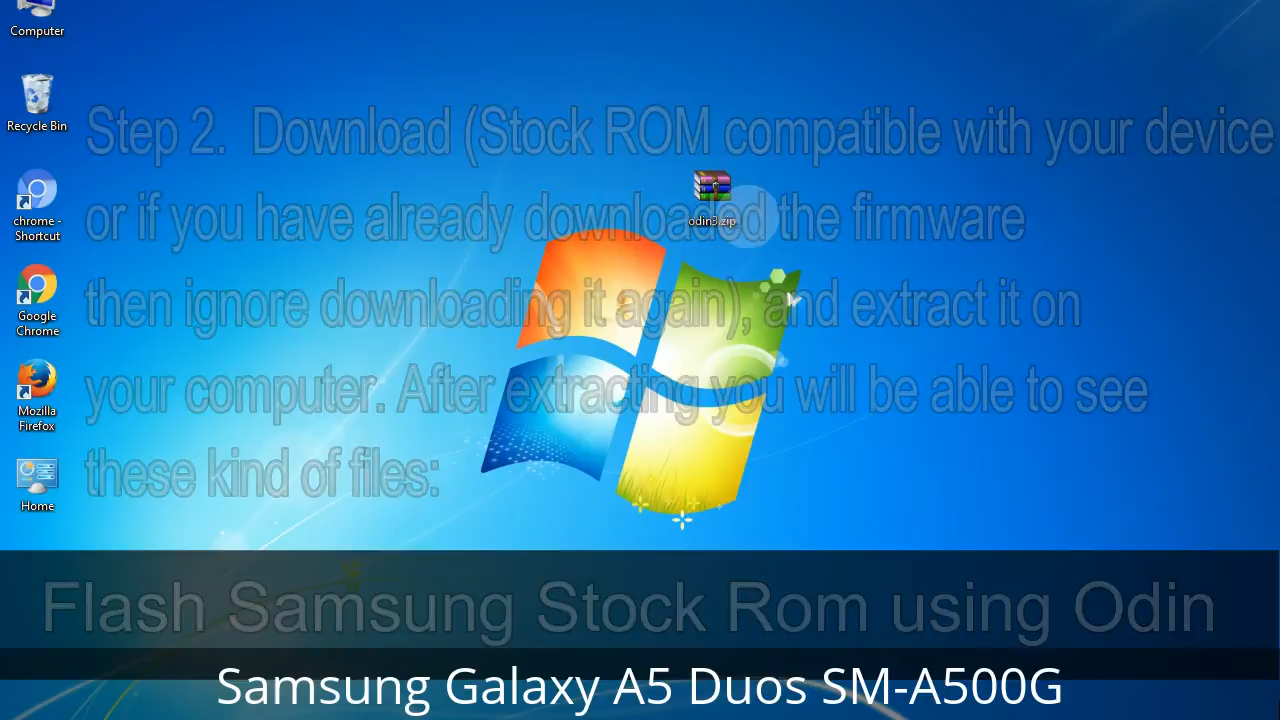 Computer
Recycle Bin
chrome -
Shortcut
Google
Chrome
Mozilla
Firefox
Home
odin3.zip
Step 2. Download (Stock ROM compatible with your device
or if you have already downloaded the firmware
then ignore downloading it again), and extract it on
your computer. After extracting you will be able to see
these kind of files:
Flash Samsung Stock Rom using Odin
Samsung Galaxy A5 Duos SM-A500G